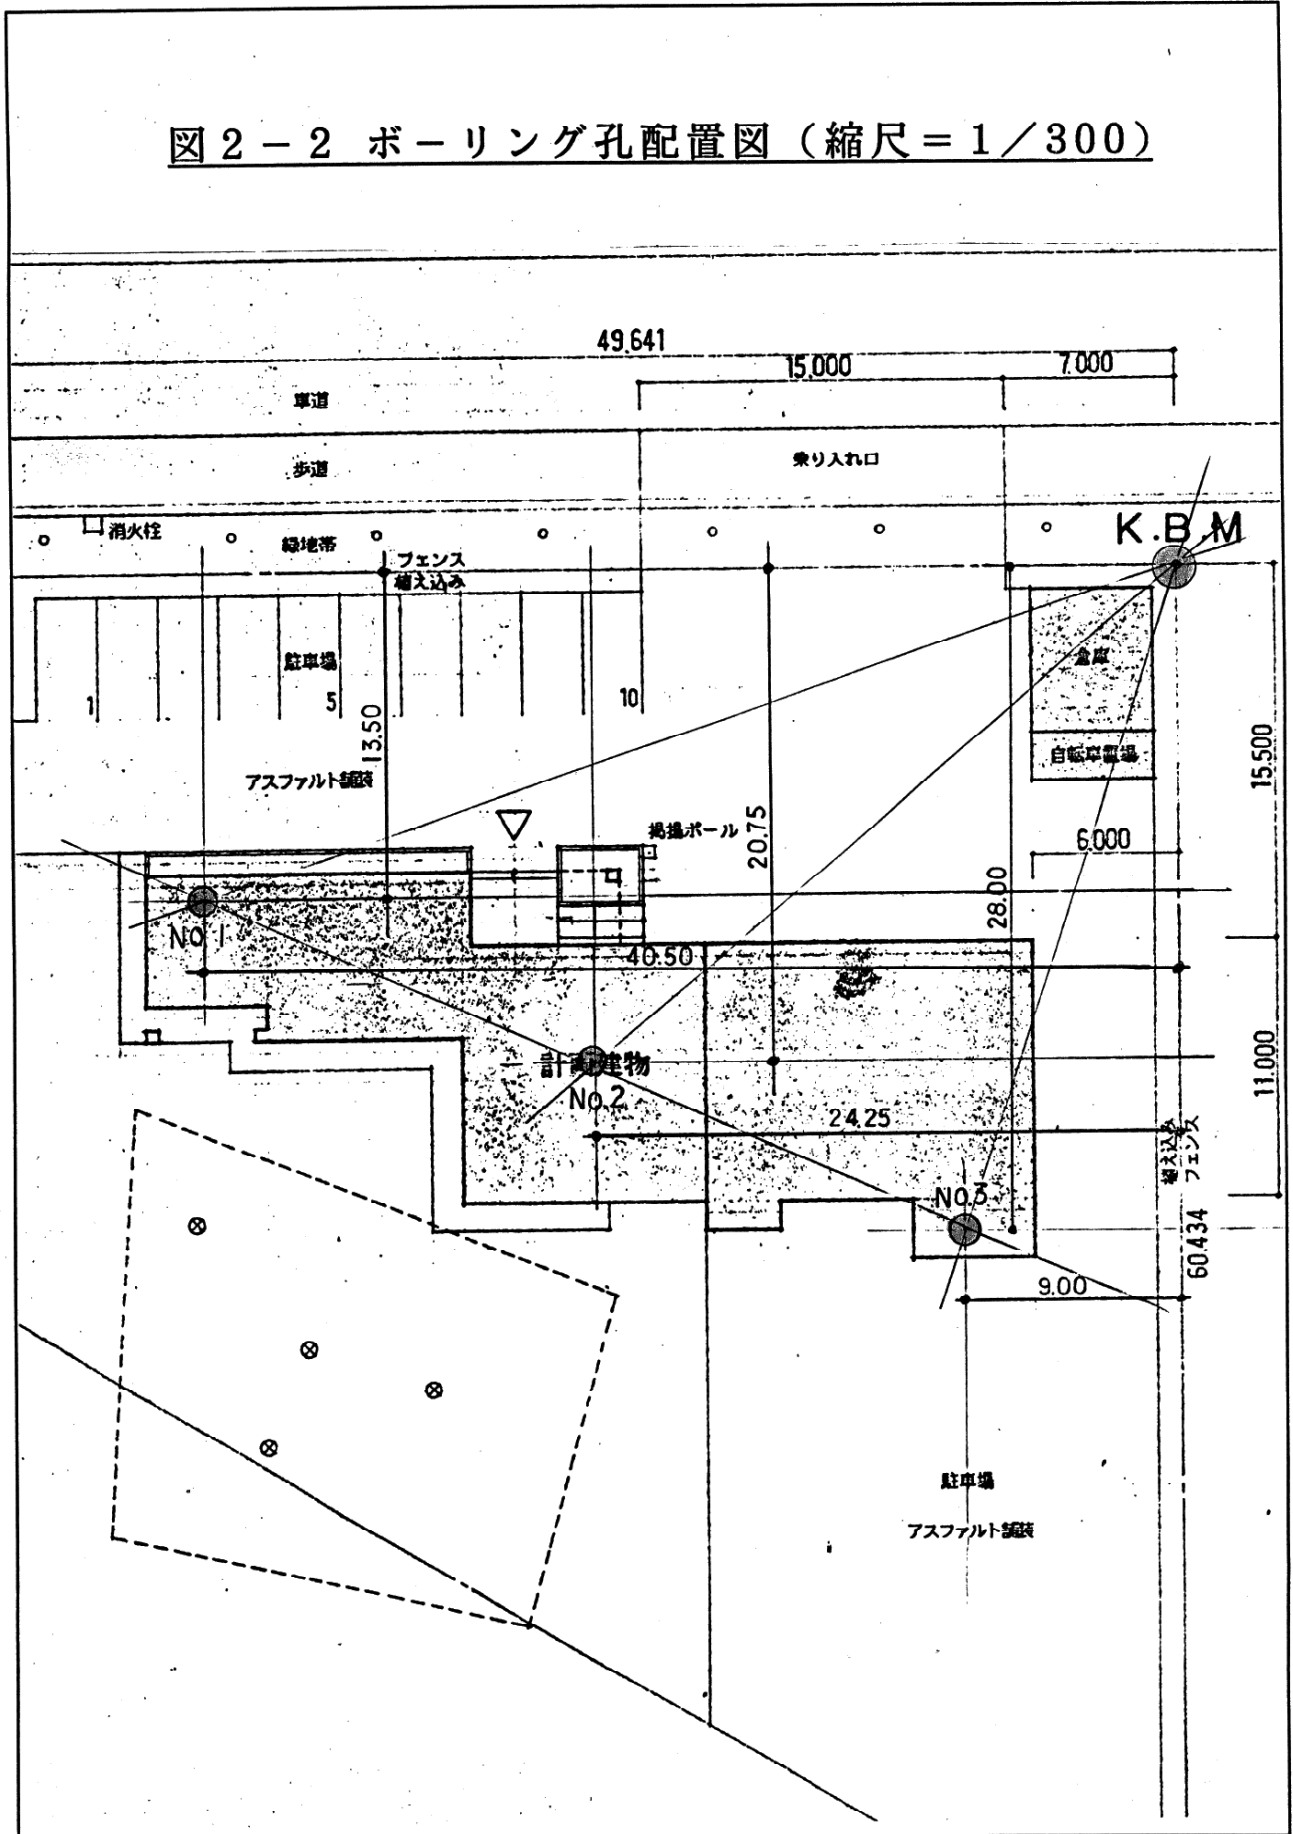 図2-2 ボーリング孔配置図(縮尺=1/300)
49.641
15.000
7.000
車道
歩道
乗り入れ口
消火栓
緑地帯
フェンス
植え込み
K.B.M
倉庫
駐車場
1
5
10
13.50
自転車置場
15.500
アスファルト舗装
掲揚ポール
20.75
6.000
28.00
No.1
40.50
計画建物
No.2
24.25
11.000
植え込み
フェンス
No.3
60.434
9.00
駐車場
アスファルト舗装